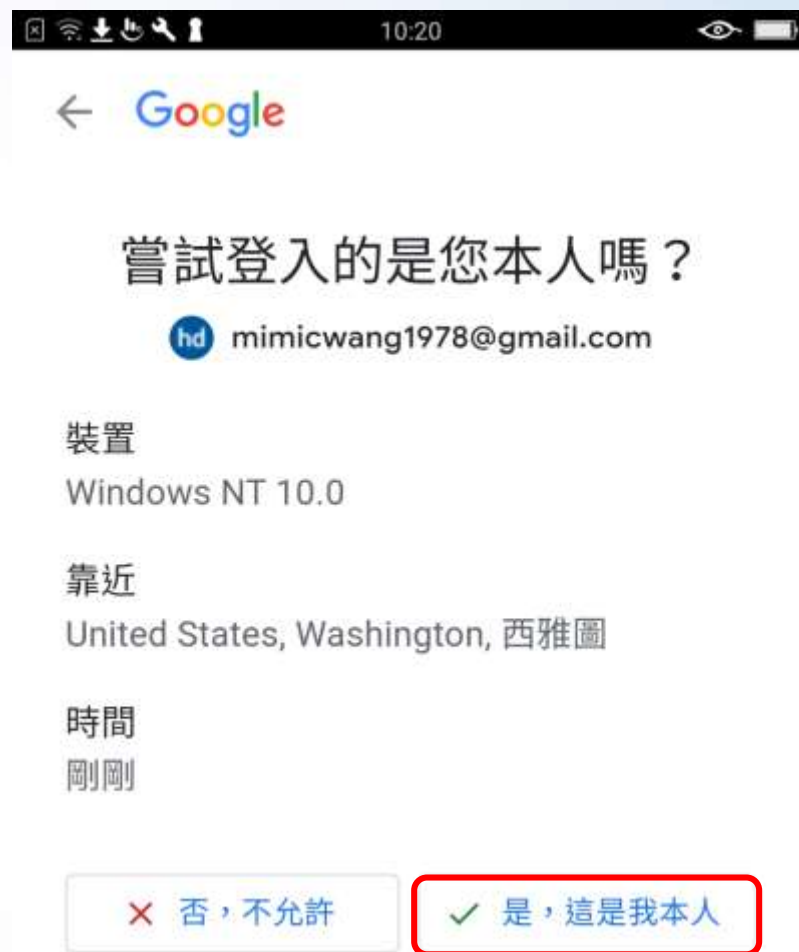 10:20
Google
嘗試登入的是您本人嗎？
hd mimicwang1978@gmail.com
裝置
Windows NT 10.0
靠近
United States, Washington, 西雅圖
時間
剛剛
否，不允許 是，這是我本人